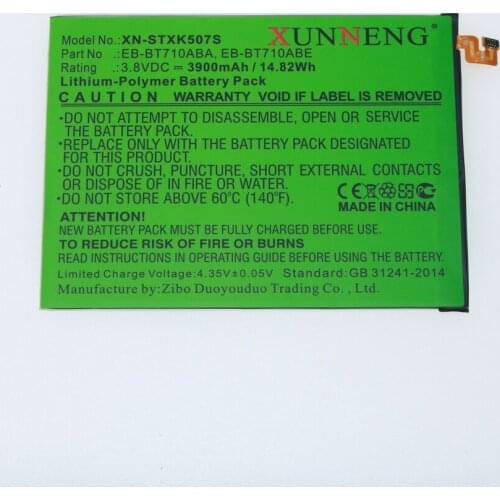 Model No.:XN-STXK507S
XUNNENG
Part No.:EB-BT710ABA, EB-BT710ABE
Rating : 3.8VDC ⎓ 3900mAh / 14.82Wh
Lithium-Polymer Battery Pack
CAUTION / WARRANTY IS VOID IF LABEL IS REMOVED
•DO NOT ATTEMPT TO DISASSEMBLE, OPEN OR SERVICE
THE BATTERY PACK.
•REPLACE ONLY WITH THE BATTERY PACK DESIGNATED
FOR THIS PRODUCT.
•DO NOT CRUSH, PUNCTURE, SHORT EXTERNAL CONTACTS
OR DISPOSE OF IN FIRE OR WATER.
•DO NOT STORE ABOVE 60°C (140°F).
MADE IN CHINA
ATTENTION!
NEW BATTERY PACK MUST BE FULLY CHARGED BEFORE USE.
TO REDUCE RISK OF FIRE OR BURNS
READ INSTRUCTIONS IN OPERATING GUIDE BEFORE USING BATTERY.
Limited Charge Voltage:4.35V±0.05V Standard:GB 31241-2014
Manufacture by:Zibo Duoyouduo Trading Co., Ltd